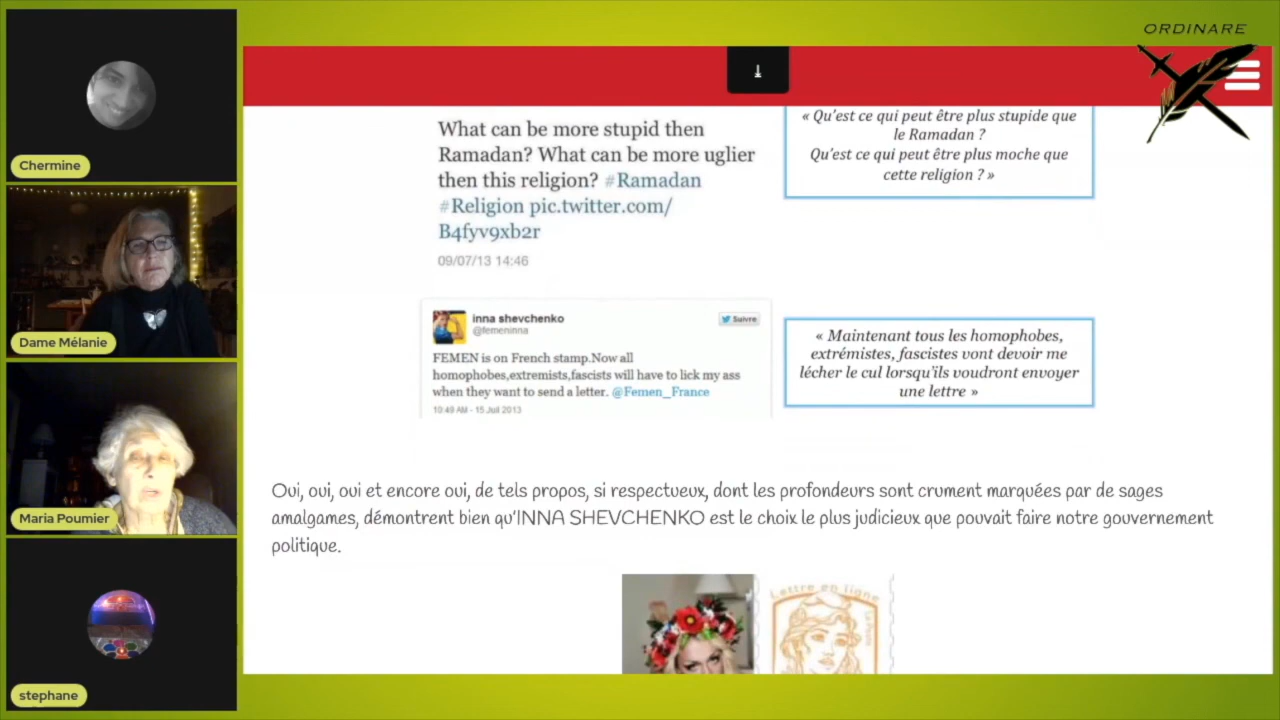 Chermine
Dame Mélanie
Maria Poumier
stephane
ORDINARE
What can be more stupid then
Ramadan? What can be more uglier
then this religion? #Ramadan
#Religion pic.twitter.com/
B4fyv9xb2r
09/07/13 14:46
« Qu'est ce qui peut être plus stupide que
le Ramadan ?
Qu'est ce qui peut être plus moche que
cette religion ? »
inna shevchenko
@femeninna
Suivre
FEMEN is on French stamp.Now all
homophobes,extremists,fascists will have to lick my ass
when they want to send a letter. @Femen_France
10:49 AM - 15 Juil 2013
« Maintenant tous les homophobes,
extrémistes, fascistes vont devoir me
lécher le cul lorsqu'ils voudront envoyer
une lettre »
Oui, oui, oui et encore oui, de tels propos, si respectueux, dont les profondeurs sont crument marquées par de sages
amalgames, démontrent bien qu'INNA SHEVCHENKO est le choix le plus judicieux que pouvait faire notre gouvernement
politique.
Lettre en ligne